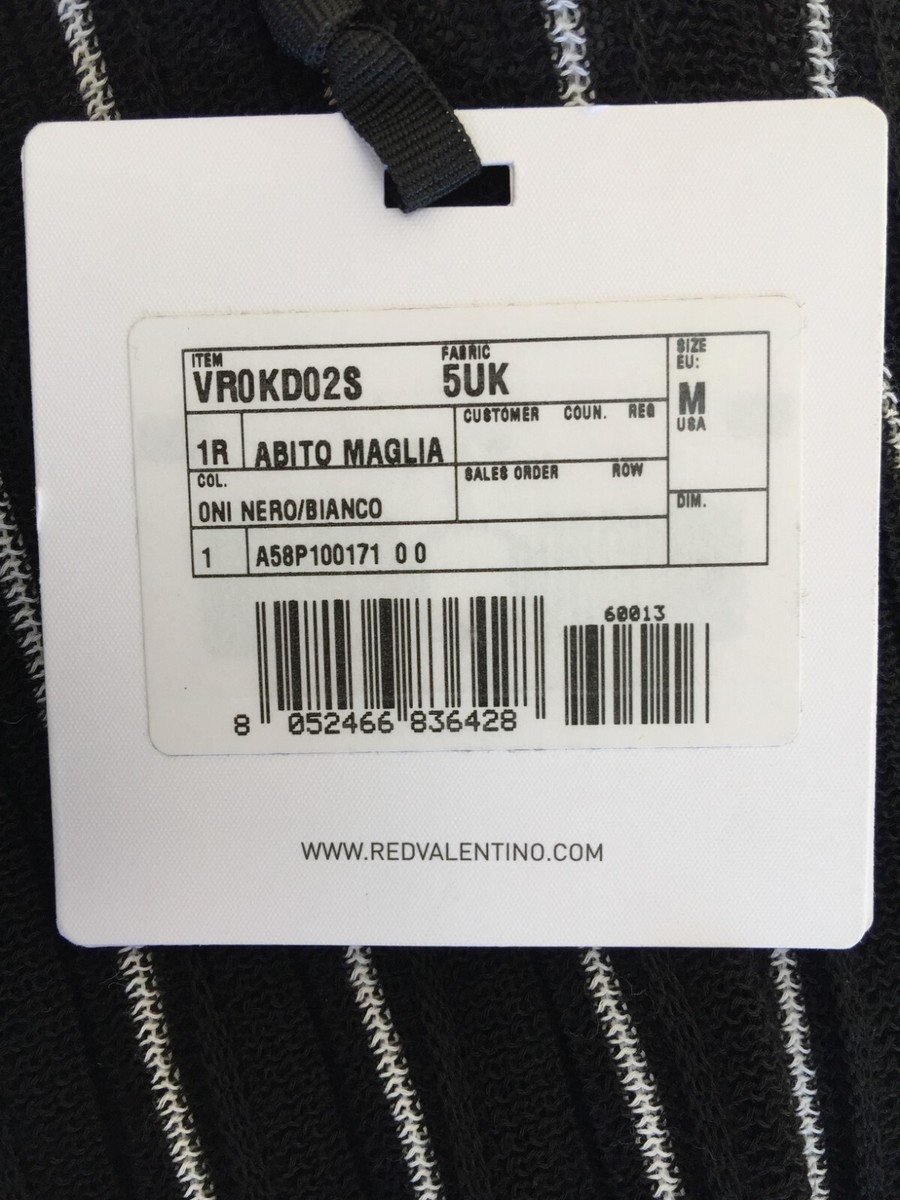 ITEM FABRIC SIZE
VR0KD02S 5UK EU:
M
USA
CUSTOMER COUN. REG
1R ABITO MAGLIA
COL. SALES ORDER ROW
0NI NERO/BIANCO DIM.
1 A58P100171 0 0
60013
8 052466 836428
WWW.REDVALENTINO.COM